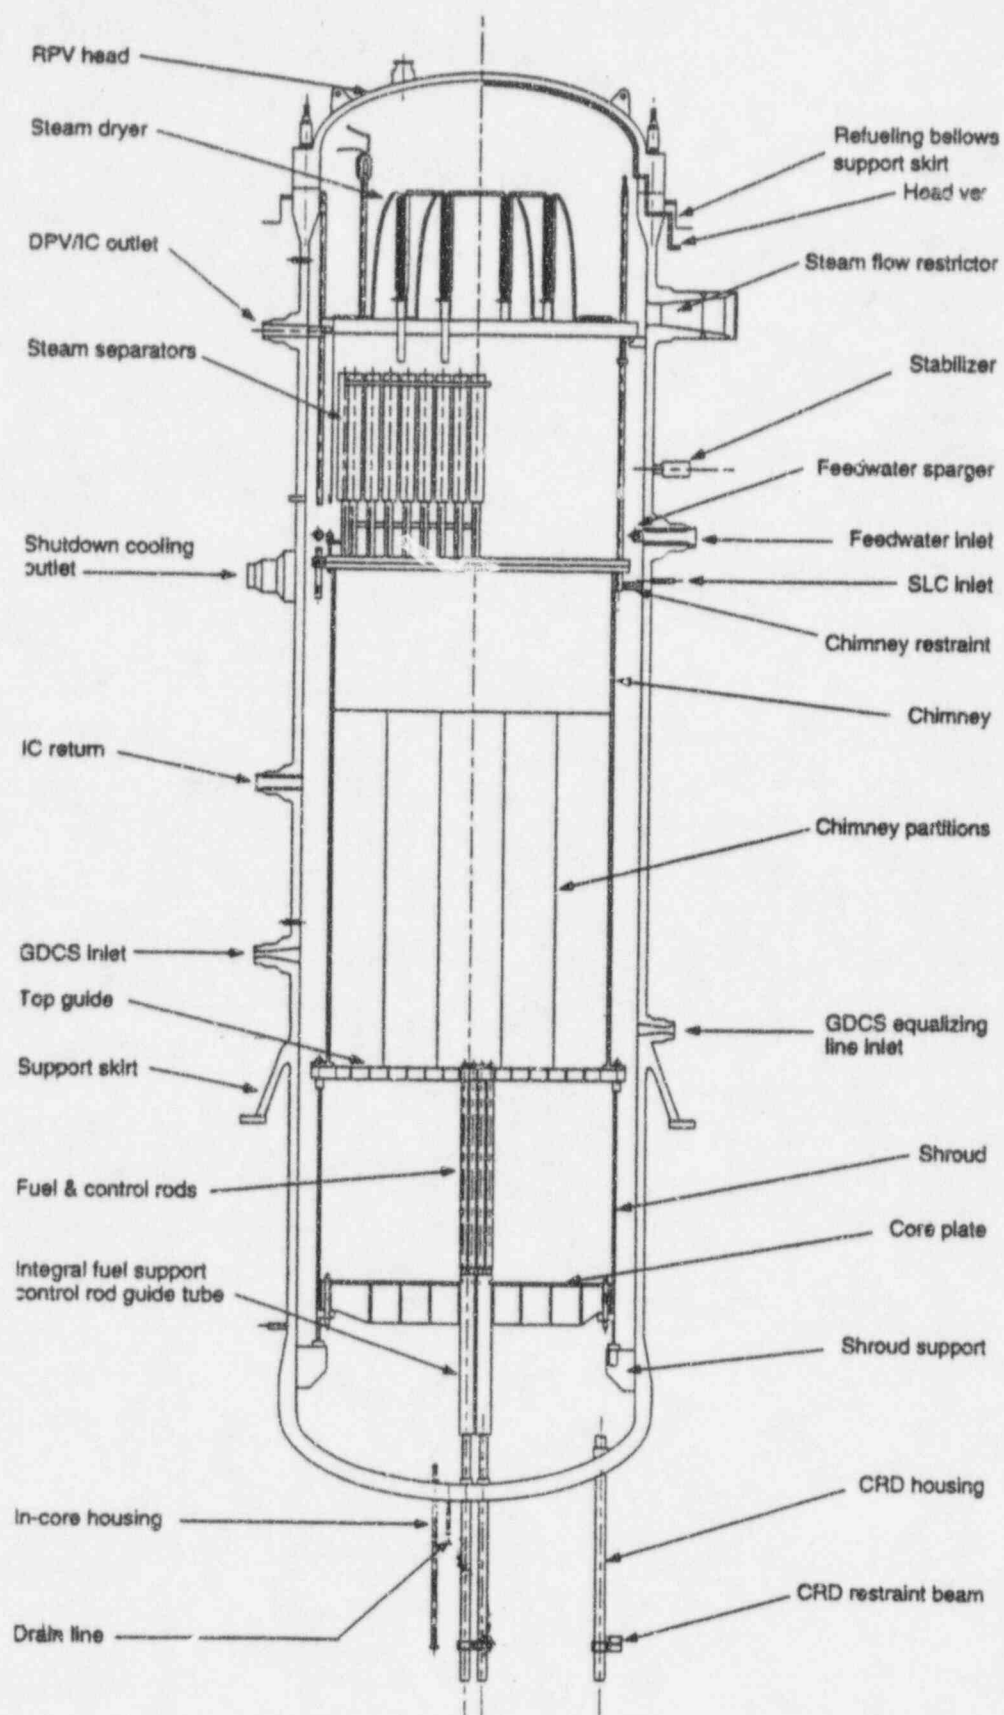 RPV head
Steam dryer
DPV/IC outlet
Steam separators
Shutdown cooling
outlet
IC return
GDCS inlet
Top guide
Support skirt
Fuel & control rods
Integral fuel support
control rod guide tube
In-core housing
Drain line
Refueling bellows
support skirt
Head ver
Steam flow restrictor
Stabilizer
Feedwater sparger
Feedwater inlet
SLC inlet
Chimney restraint
Chimney
Chimney partitions
GDCS equalizing
line inlet
Shroud
Core plate
Shroud support
CRD housing
CRD restraint beam